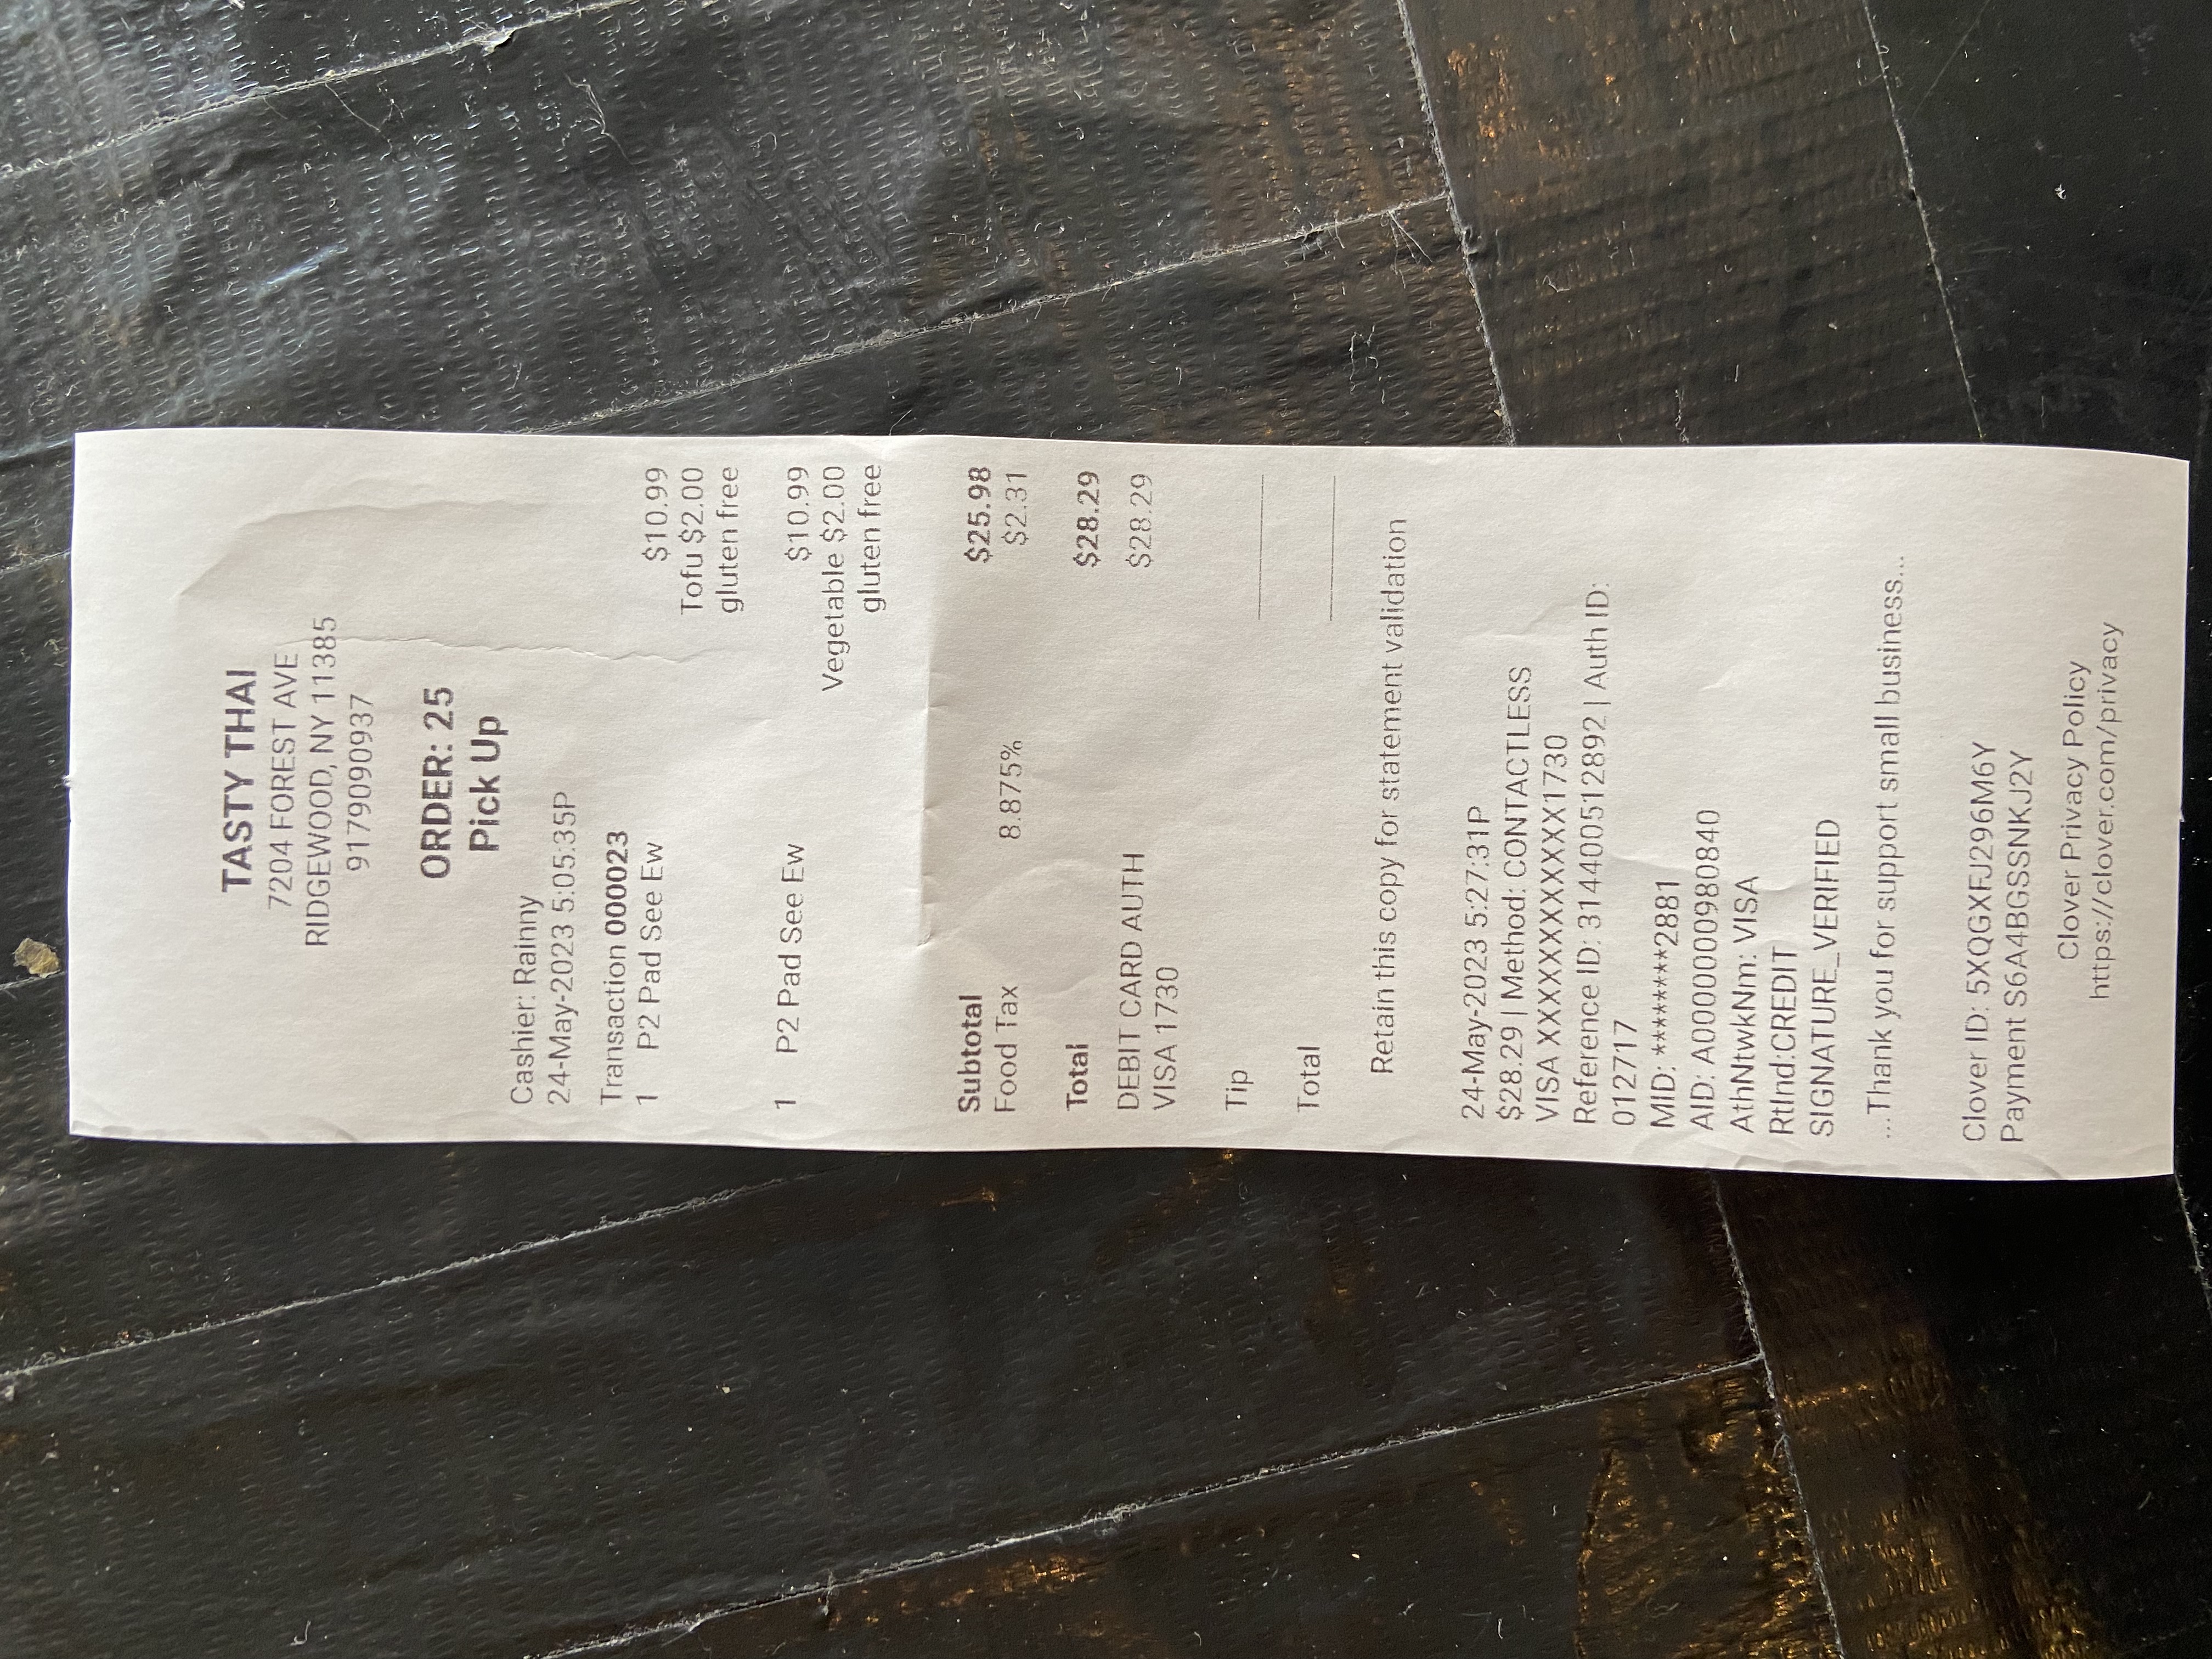 TASTY THAI
7204 FOREST AVE
RIDGEWOOD, NY 11385
9179090937
ORDER: 25
Pick Up
Cashier: Rainny
24-May-2023 5:05:35P
Transaction 000023
1 P2 Pad See Ew $10.99
Tofu $2.00
gluten free
1 P2 Pad See Ew $10.99
Vegetable $2.00
gluten free
Subtotal $25.98
Food Tax 8.875% $2.31
Total $28.29
DEBIT CARD AUTH $28.29
VISA 1730
Tip
Total
Retain this copy for statement validation
24-May-2023 5:27:31P
$28.29 | Method: CONTACTLESS
VISA XXXXXXXXXXXX1730
Reference ID: 314400512892 | Auth ID:
012717
MID: ********2881
AID: A0000000980840
AthNtwkNm: VISA
RtInd:CREDIT
SIGNATURE_VERIFIED
...Thank you for support small business...
Clover ID: 5XQGXFJ296M6Y
Payment S6A4BGSSNKJ2Y
Clover Privacy Policy
https://clover.com/privacy